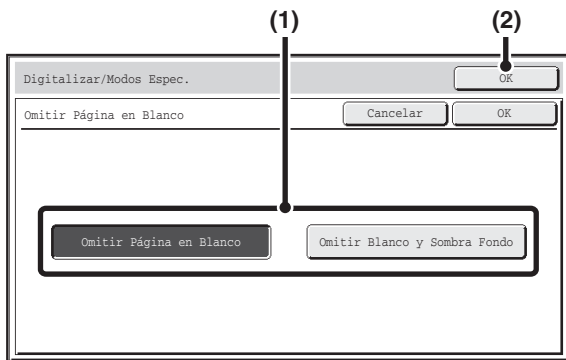 (1) (2)
Digitalizar/Modos Espec. OK
Omitir Página en Blanco Cancelar OK
Omitir Página en Blanco Omitir Blanco y Sombra Fondo